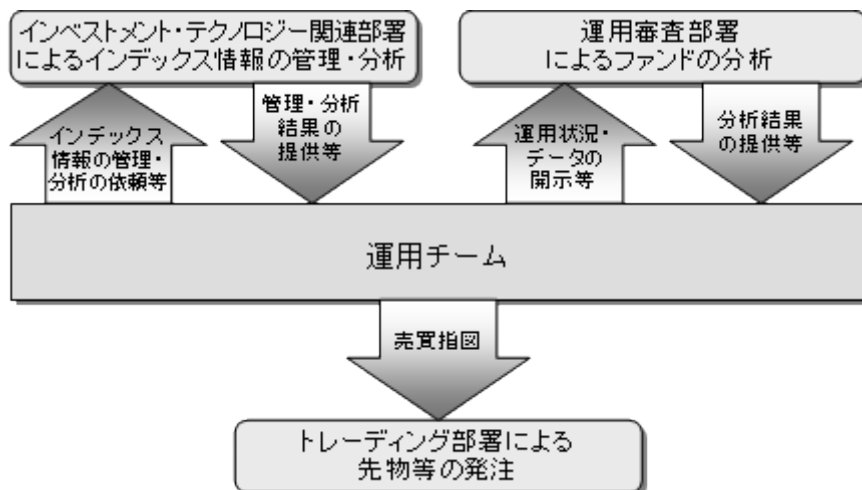 インベストメント・テクノロジー関連部署
によるインデックス情報の管理・分析
運用審査部署
によるファンドの分析
インデックス
情報の管理・
分析の依頼等
管理・分析
結果の
提供等
運用状況・
データの
開示等
分析結果
の提供等
運用チーム
売買指図
トレーディング部署による
先物等の発注